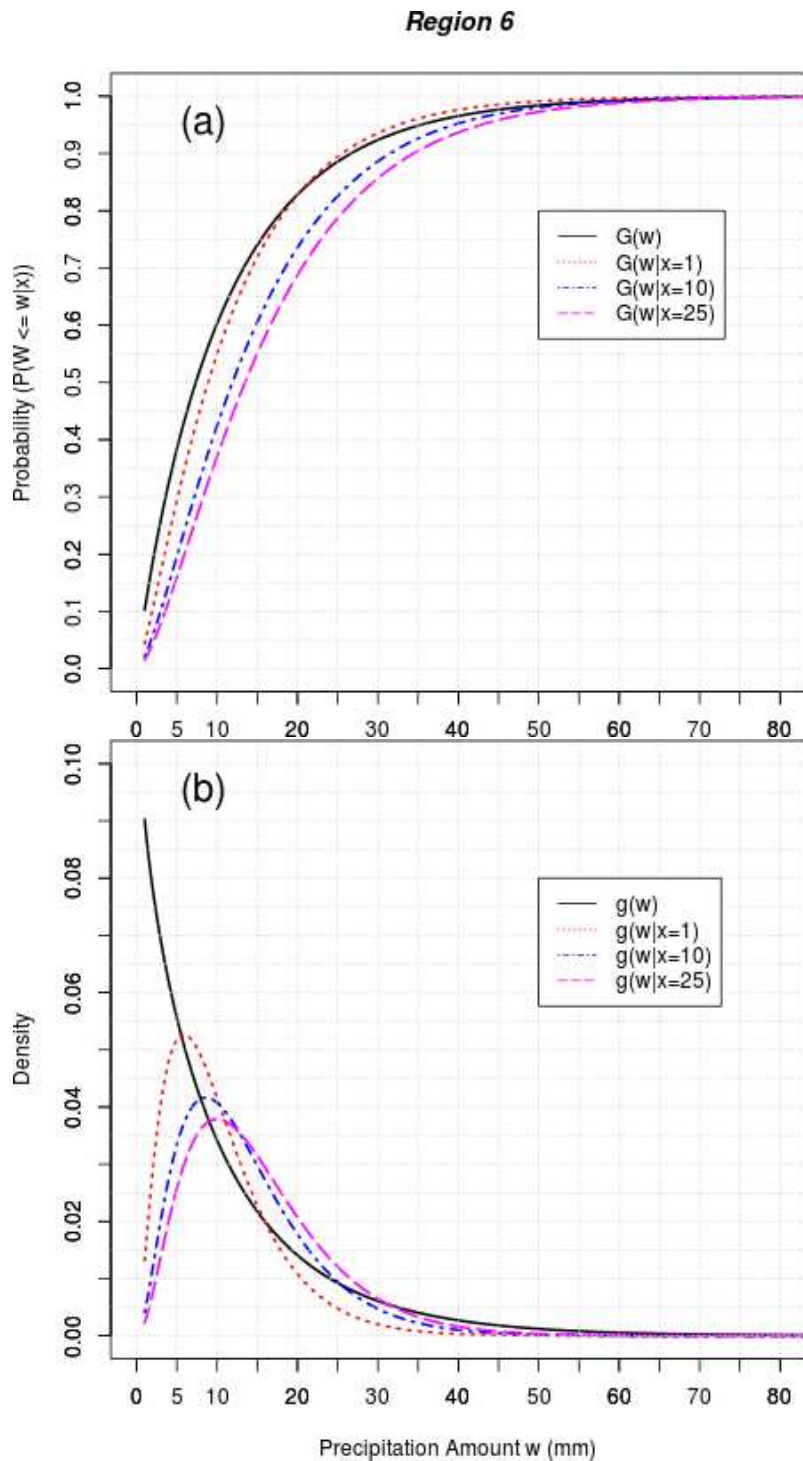 Region 6
(a)
Probability (P(W <= w|x))
1.0
0.9
0.8
0.7
0.6
0.5
0.4
0.3
0.2
0.1
0.0
G(w)
G(w|x=1)
G(w|x=10)
G(w|x=25)
0 5 10 20 30 40 50 60 70 80
(b)
Density
0.10
0.08
0.06
0.04
0.02
0.00
g(w)
g(w|x=1)
g(w|x=10)
g(w|x=25)
0 5 10 20 30 40 50 60 70 80
Precipitation Amount w (mm)